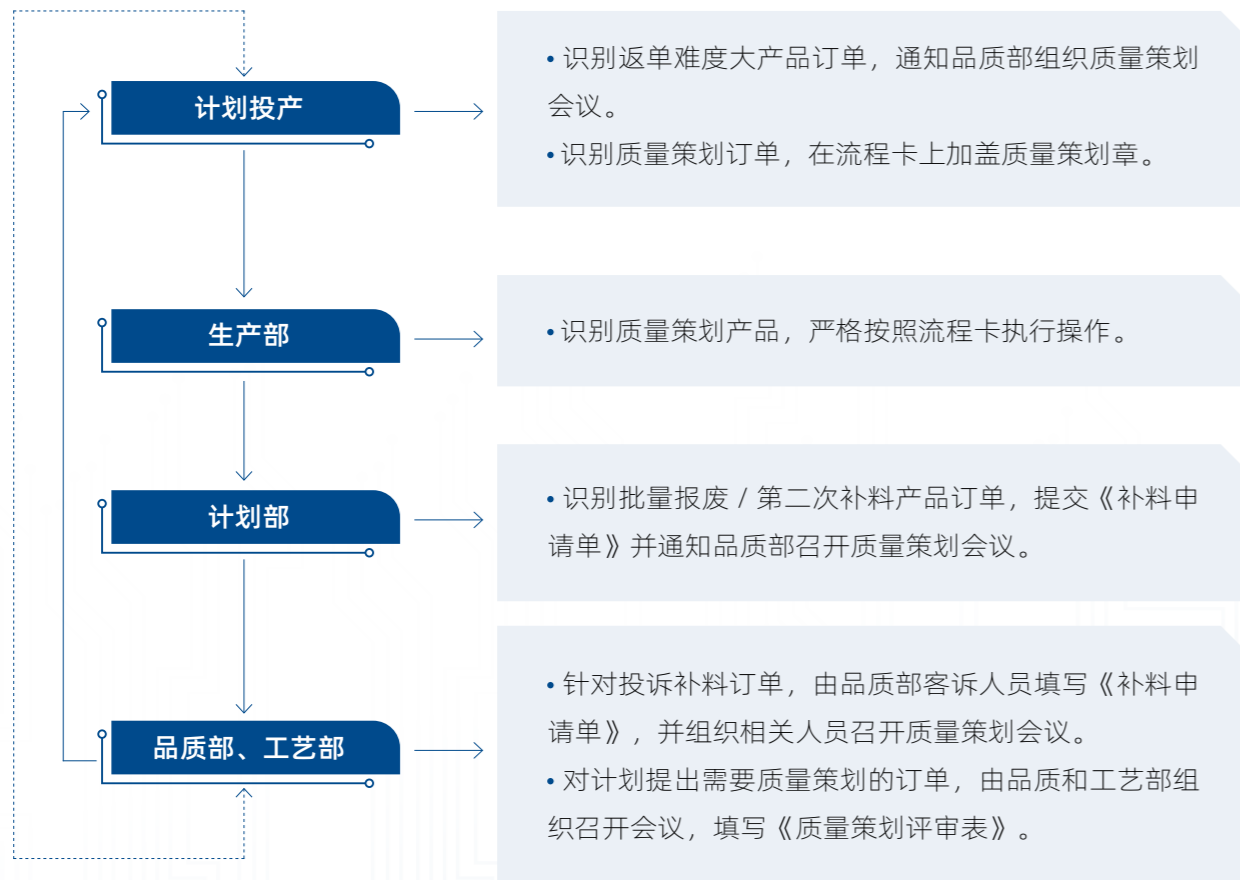 计划投产
• 识别返单难度大产品订单，通知品质部组织质量策划
会议。
• 识别质量策划订单，在流程卡上加盖质量策划章。
生产部
• 识别质量策划产品，严格按照流程卡执行操作。
计划部
• 识别批量报废 / 第二次补料产品订单，提交《补料申
请单》并通知品质部召开质量策划会议。
品质部、工艺部
• 针对投诉补料订单，由品质部客诉人员填写《补料申
请单》，并组织相关人员召开质量策划会议。
• 对计划提出需要质量策划的订单，由品质和工艺部组
织召开会议，填写《质量策划评审表》。